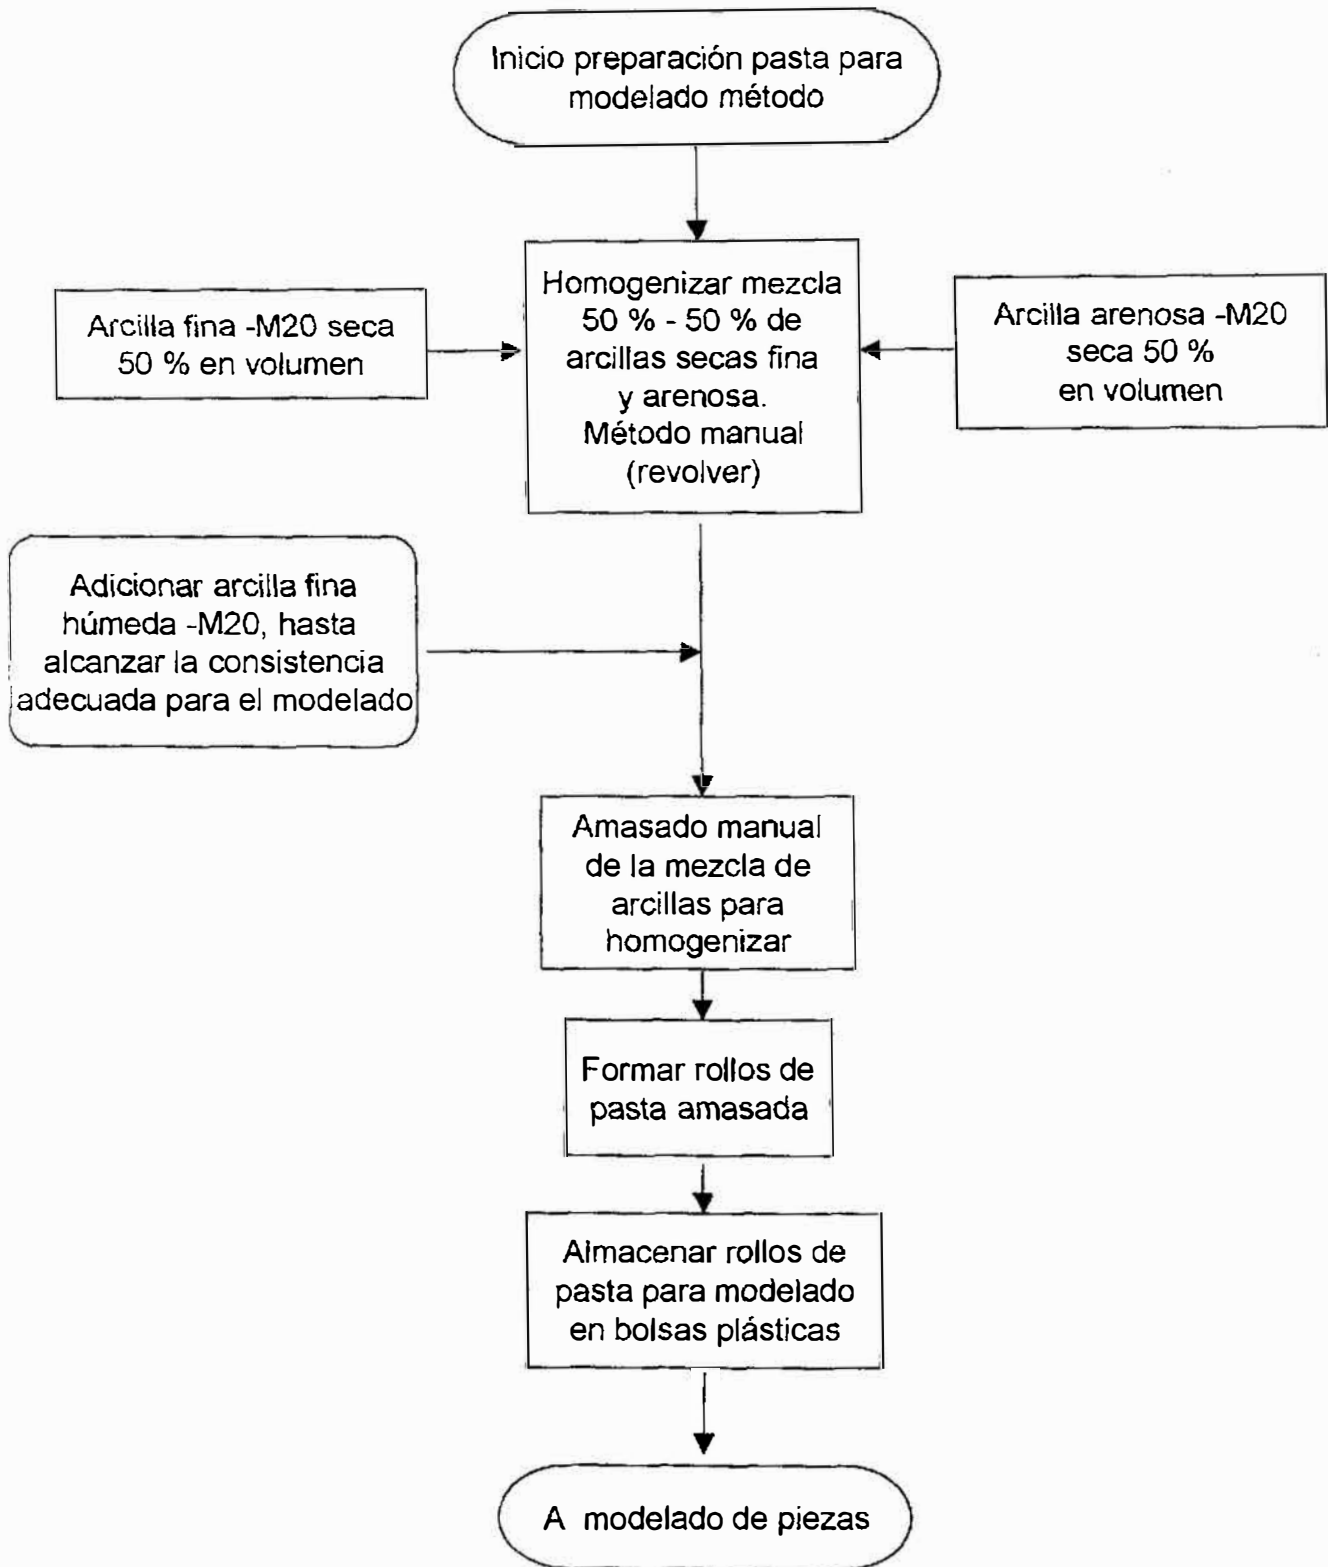 Inicio preparación pasta para
modelado método
Arcilla fina -M20 seca
50 % en volumen
Homogenizar mezcla
50 % - 50 % de
arcillas secas fina
y arenosa.
Método manual
(revolver)
Arcilla arenosa -M20
seca 50 %
en volumen
Adicionar arcilla fina
húmeda -M20, hasta
alcanzar la consistencia
adecuada para el modelado
Amasado manual
de la mezcla de
arcillas para
homogenizar
Formar rollos de
pasta amasada
Almacenar rollos de
pasta para modelado
en bolsas plásticas
A modelado de piezas